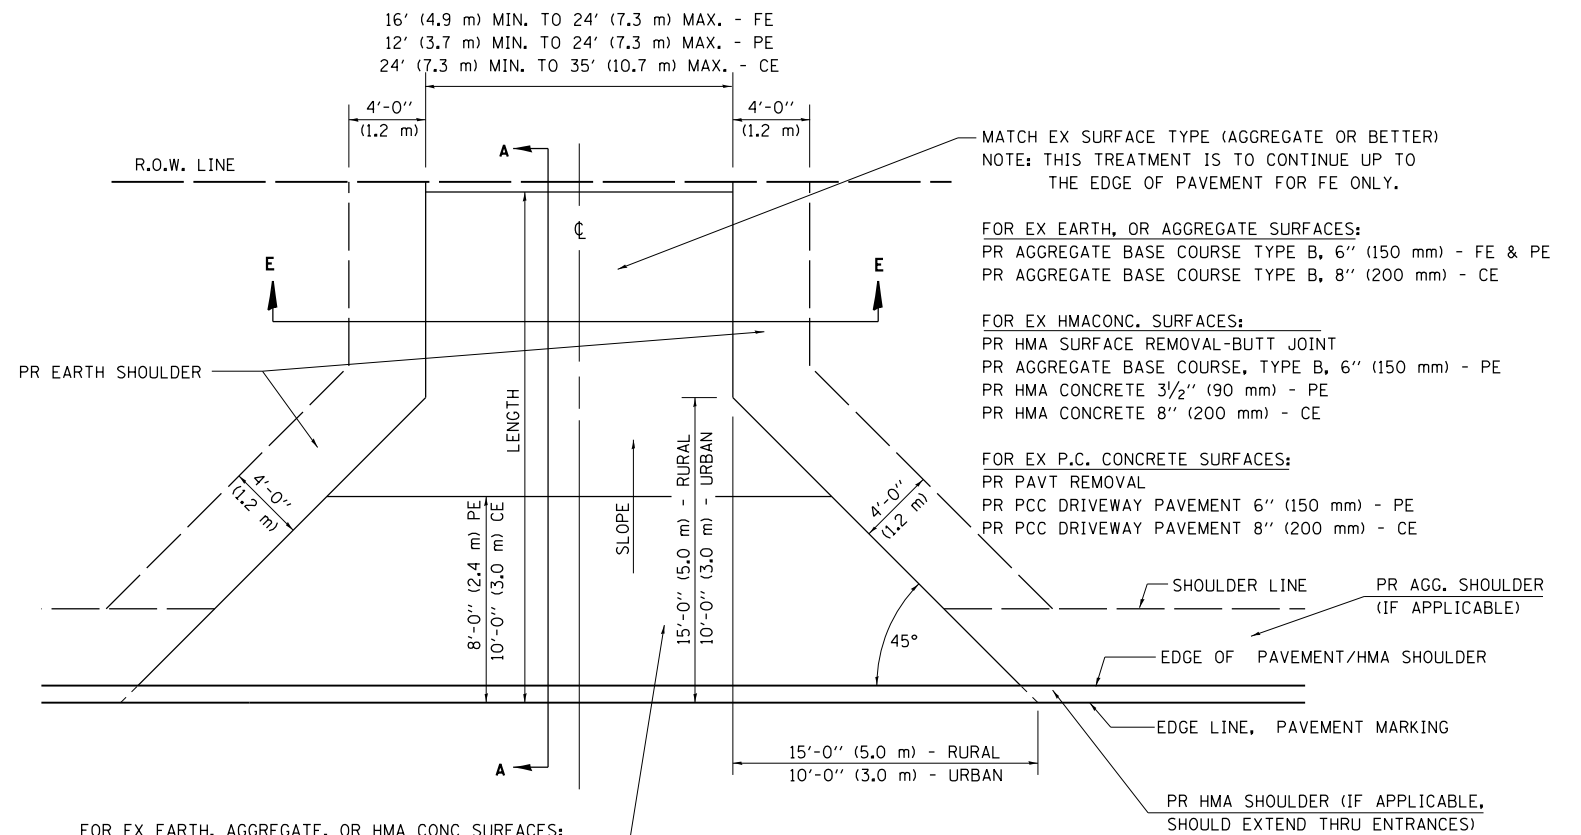 16' (4.9 m) MIN. TO 24' (7.3 m) MAX. - FE
12' (3.7 m) MIN. TO 24' (7.3 m) MAX. - PE
24' (7.3 m) MIN. TO 35' (10.7 m) MAX. - CE
4'-0''
(1.2 m)
4'-0''
(1.2 m)
A
R.O.W. LINE
MATCH EX SURFACE TYPE (AGGREGATE OR BETTER)
NOTE: THIS TREATMENT IS TO CONTINUE UP TO
THE EDGE OF PAVEMENT FOR FE ONLY.
℄
E
E
FOR EX EARTH, OR AGGREGATE SURFACES:
PR AGGREGATE BASE COURSE TYPE B, 6'' (150 mm) - FE & PE
PR AGGREGATE BASE COURSE TYPE B, 8'' (200 mm) - CE
FOR EX HMACONC. SURFACES:
PR HMA SURFACE REMOVAL-BUTT JOINT
PR AGGREGATE BASE COURSE, TYPE B, 6'' (150 mm) - PE
PR HMA CONCRETE 3½'' (90 mm) - PE
PR HMA CONCRETE 8'' (200 mm) - CE
PR EARTH SHOULDER
LENGTH
FOR EX P.C. CONCRETE SURFACES:
PR PAVT REMOVAL
PR PCC DRIVEWAY PAVEMENT 6'' (150 mm) - PE
PR PCC DRIVEWAY PAVEMENT 8'' (200 mm) - CE
4'-0''
(1.2 m)
8'-0'' (2.4 m) PE
10'-0'' (3.0 m) CE
SLOPE
15'-0'' (5.0 m) - RURAL
10'-0'' (3.0 m) - URBAN
4'-0''
(1.2 m)
45°
SHOULDER LINE
PR AGG. SHOULDER
(IF APPLICABLE)
EDGE OF PAVEMENT/HMA SHOULDER
EDGE LINE, PAVEMENT MARKING
15'-0'' (5.0 m) - RURAL
10'-0'' (3.0 m) - URBAN
A
PR HMA SHOULDER (IF APPLICABLE,
SHOULD EXTEND THRU ENTRANCES)
FOR EX EARTH, AGGREGATE, OR HMA CONC SURFACES: